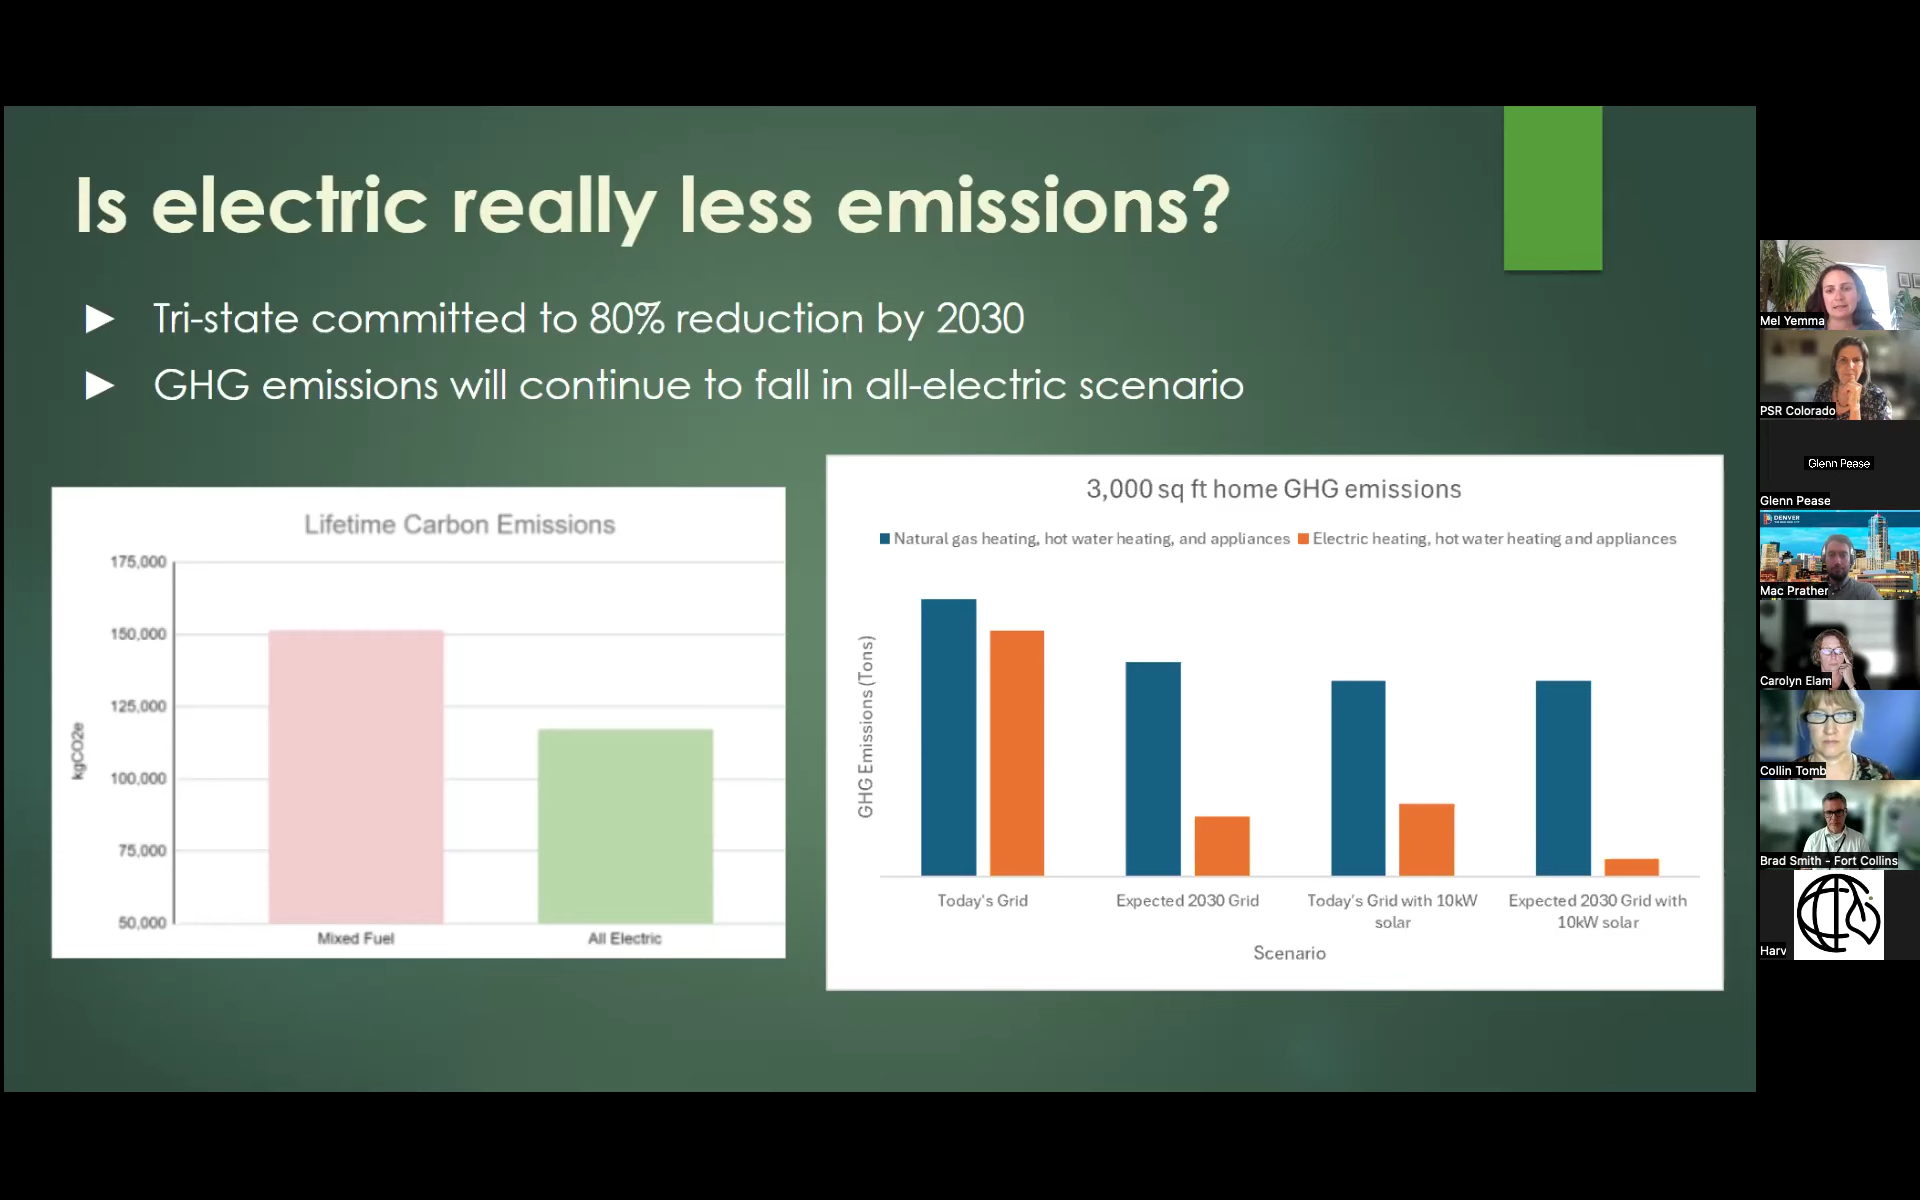 Is electric really less emissions?
Tri-state committed to 80% reduction by 2030
GHG emissions will continue to fall in all-electric scenario
Lifetime Carbon Emissions
175,000
150,000
125,000
100,000
75,000
50,000
kgCO2e
Mixed Fuel
All Electric
3,000 sq ft home GHG emissions
Natural gas heating, hot water heating, and appliances
Electric heating, hot water heating and appliances
GHG Emissions (Tons)
Today's Grid
Expected 2030 Grid
Today's Grid with 10kW
solar
Expected 2030 Grid with
10kW solar
Scenario
Mel Yemma
PSR Colorado
Glenn Pease
Glenn Pease
DENVER
Mac Prather
Carolyn Elam
Collin Tomb
Brad Smith - Fort Collins
Harv